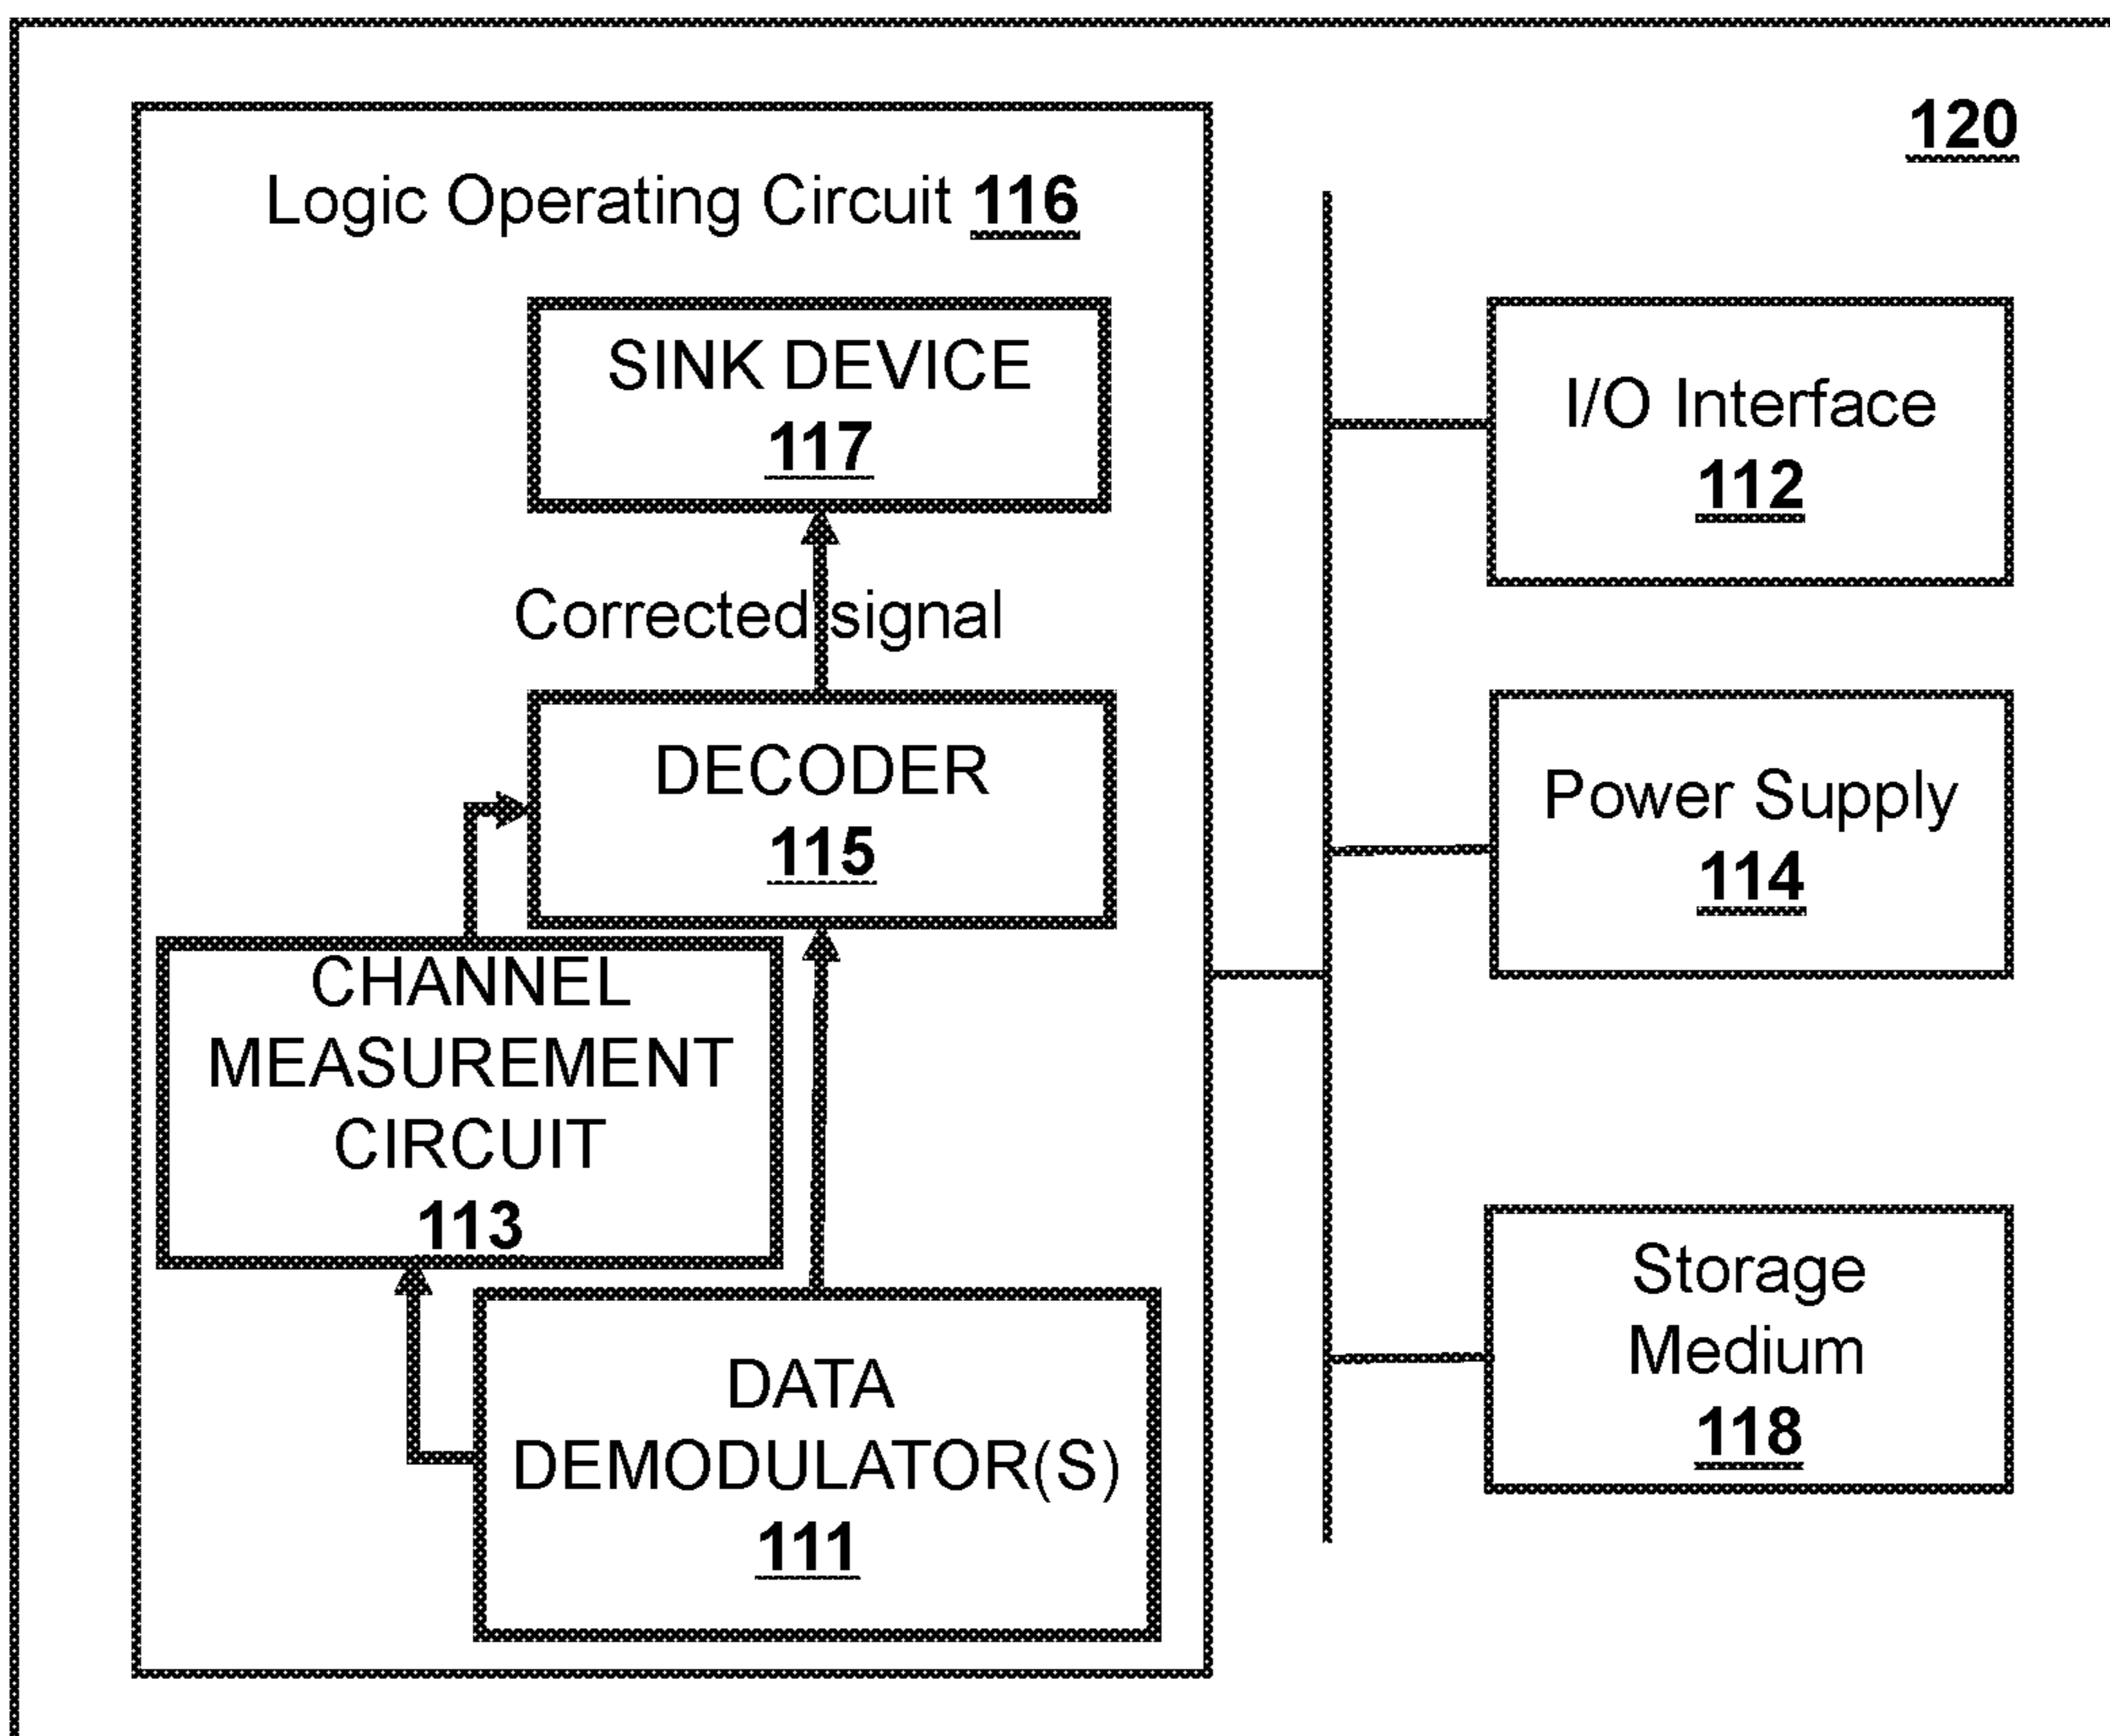 120
Logic Operating Circuit 116
SINK DEVICE
117
Corrected signal
DECODER
115
CHANNEL
MEASUREMENT
CIRCUIT
113
DATA
DEMODULATOR(S)
111
I/O Interface
112
Power Supply
114
Storage
Medium
118